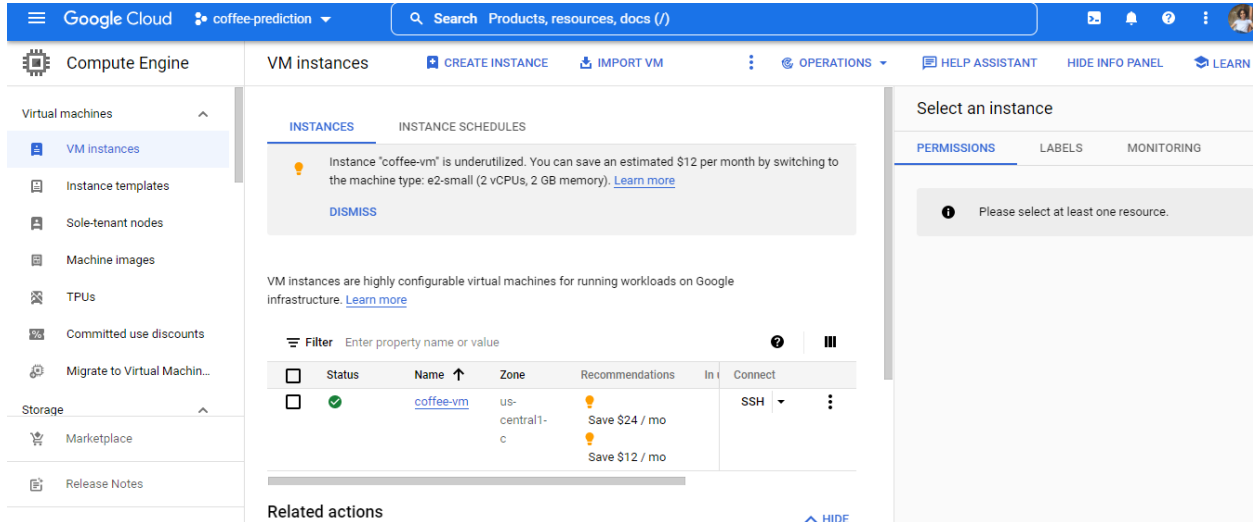 Google Cloud
coffee-prediction
Search Products, resources, docs (/)
Compute Engine
VM instances
CREATE INSTANCE
IMPORT VM
OPERATIONS
HELP ASSISTANT
HIDE INFO PANEL
LEARN
Virtual machines
VM instances
Instance templates
Sole-tenant nodes
Machine images
TPUs
Committed use discounts
Migrate to Virtual Machin...
Storage
Marketplace
Release Notes
INSTANCES
INSTANCE SCHEDULES
Instance "coffee-vm" is underutilized. You can save an estimated $12 per month by switching to
the machine type: e2-small (2 vCPUs, 2 GB memory). Learn more
DISMISS
VM instances are highly configurable virtual machines for running workloads on Google
infrastructure. Learn more
Filter Enter property name or value
Status Name Zone Recommendations In Connect
coffee-vm
us-
central1-
c
Save $24 / mo
Save $12 / mo
SSH
Related actions
HIDE
Select an instance
PERMISSIONS
LABELS
MONITORING
Please select at least one resource.